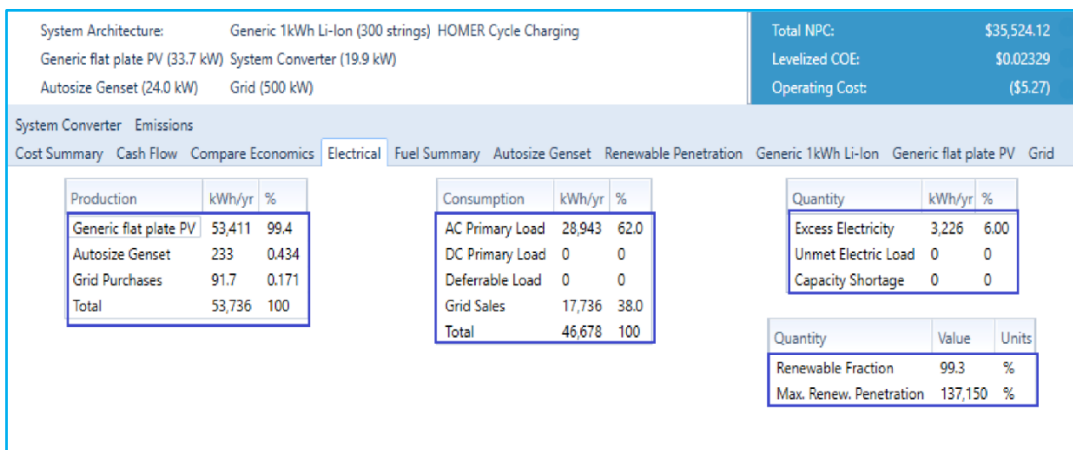 System Architecture: Generic 1kWh Li-Ion (300 strings) HOMER Cycle Charging
Generic flat plate PV (33.7 kW) System Converter (19.9 kW)
Autosize Genset (24.0 kW) Grid (500 kW)
Total NPC: $35,524.12
Levelized COE: $0.02329
Operating Cost: ($5.27)
System Converter Emissions
Cost Summary Cash Flow Compare Economics Electrical Fuel Summary Autosize Genset Renewable Penetration Generic 1kWh Li-Ion Generic flat plate PV Grid
Production kWh/yr %
Generic flat plate PV 53,411 99.4
Autosize Genset 233 0.434
Grid Purchases 91.7 0.171
Total 53,736 100
Consumption kWh/yr %
AC Primary Load 28,943 62.0
DC Primary Load 0 0
Deferrable Load 0 0
Grid Sales 17,736 38.0
Total 46,678 100
Quantity kWh/yr %
Excess Electricity 3,226 6.00
Unmet Electric Load 0 0
Capacity Shortage 0 0
Quantity Value Units
Renewable Fraction 99.3 %
Max. Renew. Penetration 137,150 %